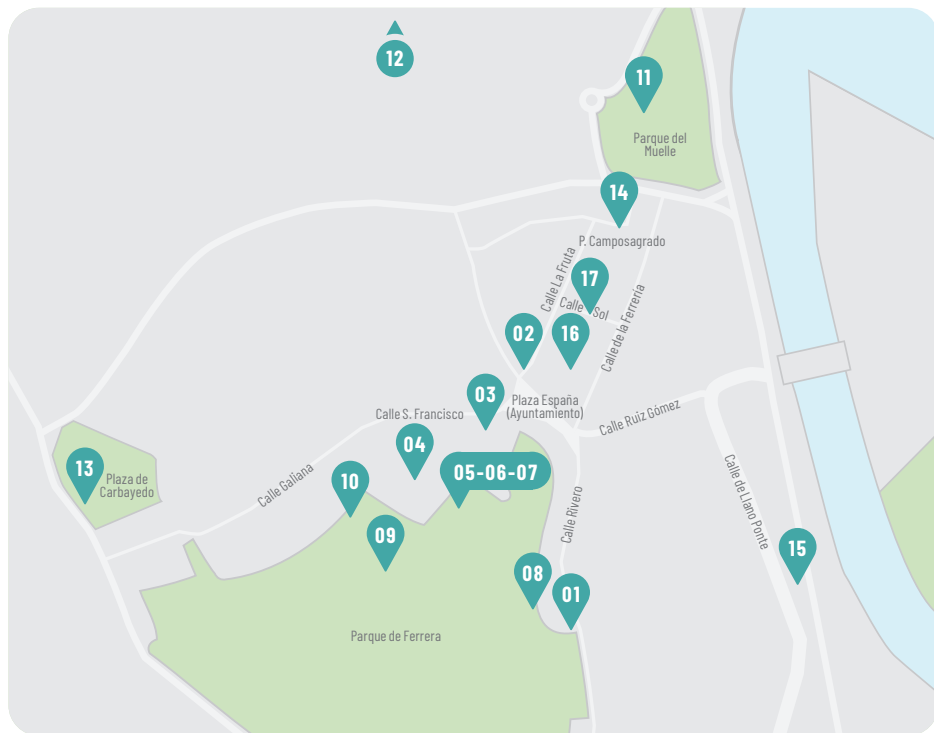 12
11
Parque del
Muelle
14
P. Camposagrado
Calle La Fruta
17
Calle Sol
Calle de la Ferrería
02
16
03
Plaza España
(Ayuntamiento)
Calle S. Francisco
Calle Ruiz Gómez
04
13
Plaza de
Carbayedo
05-06-07
10
Calle Galiana
Calle Rivero
Calle de Llano Ponte
09
15
08
01
Parque de Ferrera